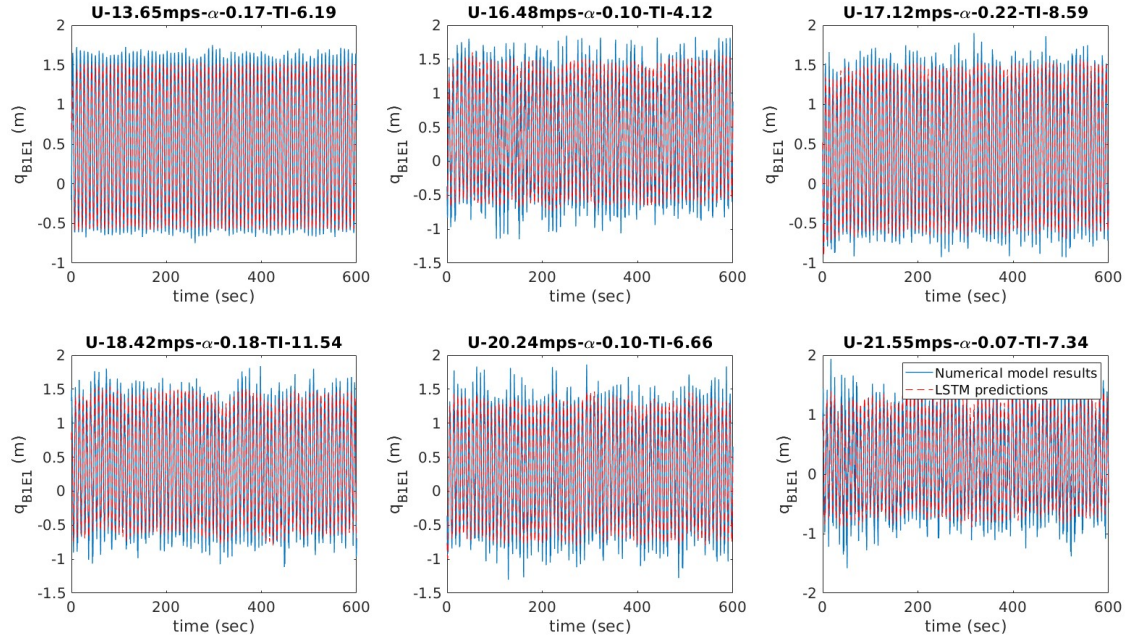 U-13.65mps-α-0.17-TI-6.19
2
1.5
1
0.5
0
-0.5
-1
q_B1E1 (m)
0 200 400 600
time (sec)
U-16.48mps-α-0.10-TI-4.12
2
1.5
1
0.5
0
-0.5
-1
-1.5
q_B1E1 (m)
0 200 400 600
time (sec)
U-17.12mps-α-0.22-TI-8.59
2
1.5
1
0.5
0
-0.5
-1
q_B1E1 (m)
0 200 400 600
time (sec)
U-18.42mps-α-0.18-TI-11.54
2
1.5
1
0.5
0
-0.5
-1
-1.5
q_B1E1 (m)
0 200 400 600
time (sec)
U-20.24mps-α-0.10-TI-6.66
2
1.5
1
0.5
0
-0.5
-1
-1.5
q_B1E1 (m)
0 200 400 600
time (sec)
U-21.55mps-α-0.07-TI-7.34
Numerical model results
LSTM predictions
2
1
0
-1
-2
q_B1E1 (m)
0 200 400 600
time (sec)